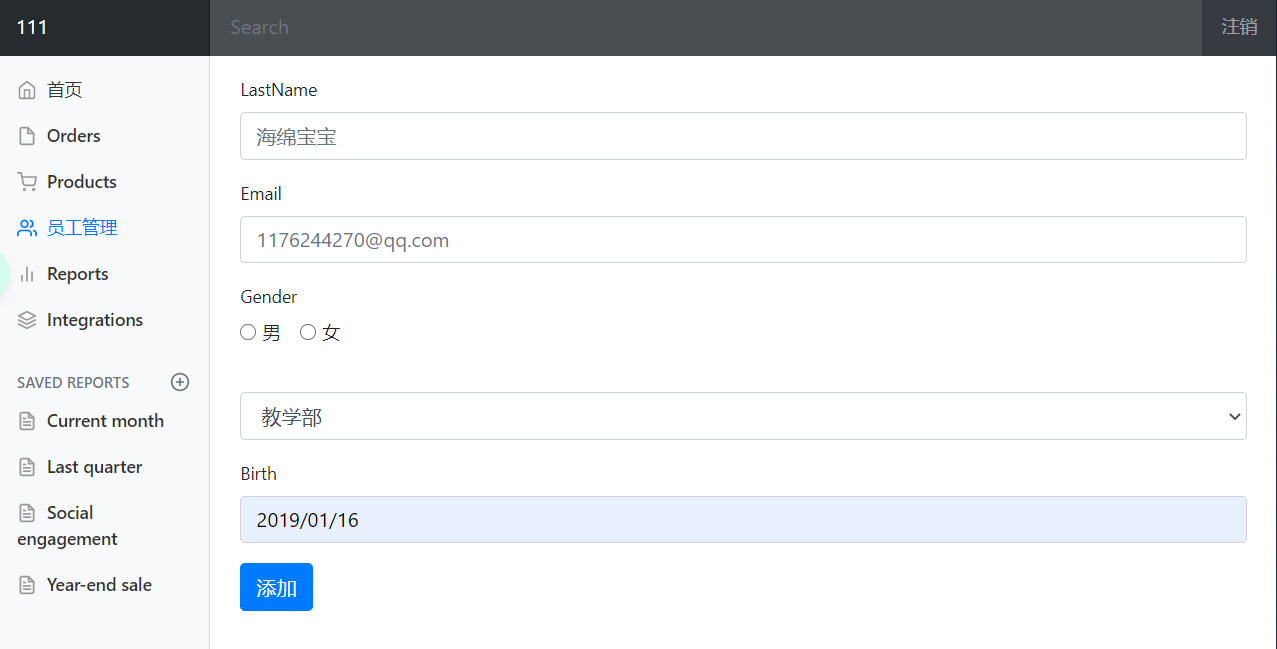 111
Search
注销
首页
Orders
Products
员工管理
Reports
Integrations
SAVED REPORTS
Current month
Last quarter
Social
engagement
Year-end sale
LastName
海绵宝宝
Email
1176244270@qq.com
Gender
男 女
教学部
Birth
2019/01/16
添加